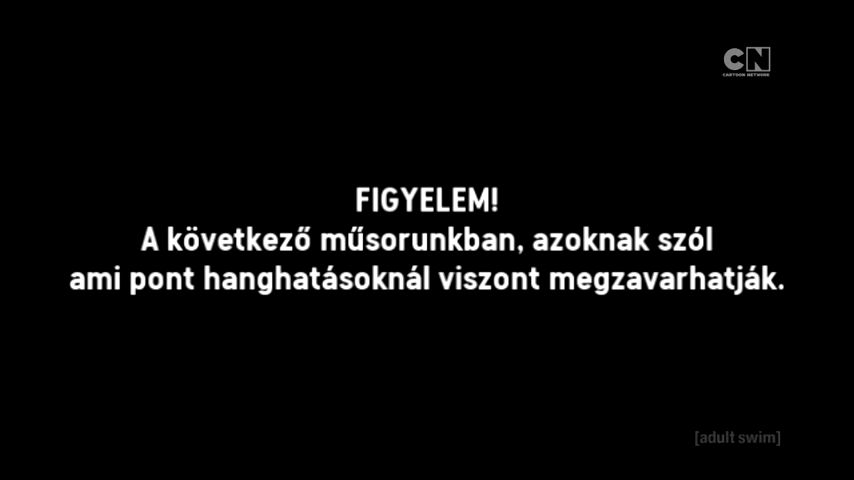 CN
CARTOON NETWORK
FIGYELEM!
A következő műsorunkban, azoknak szól
ami pont hanghatásoknál viszont megzavarhatják.
[adult swim]